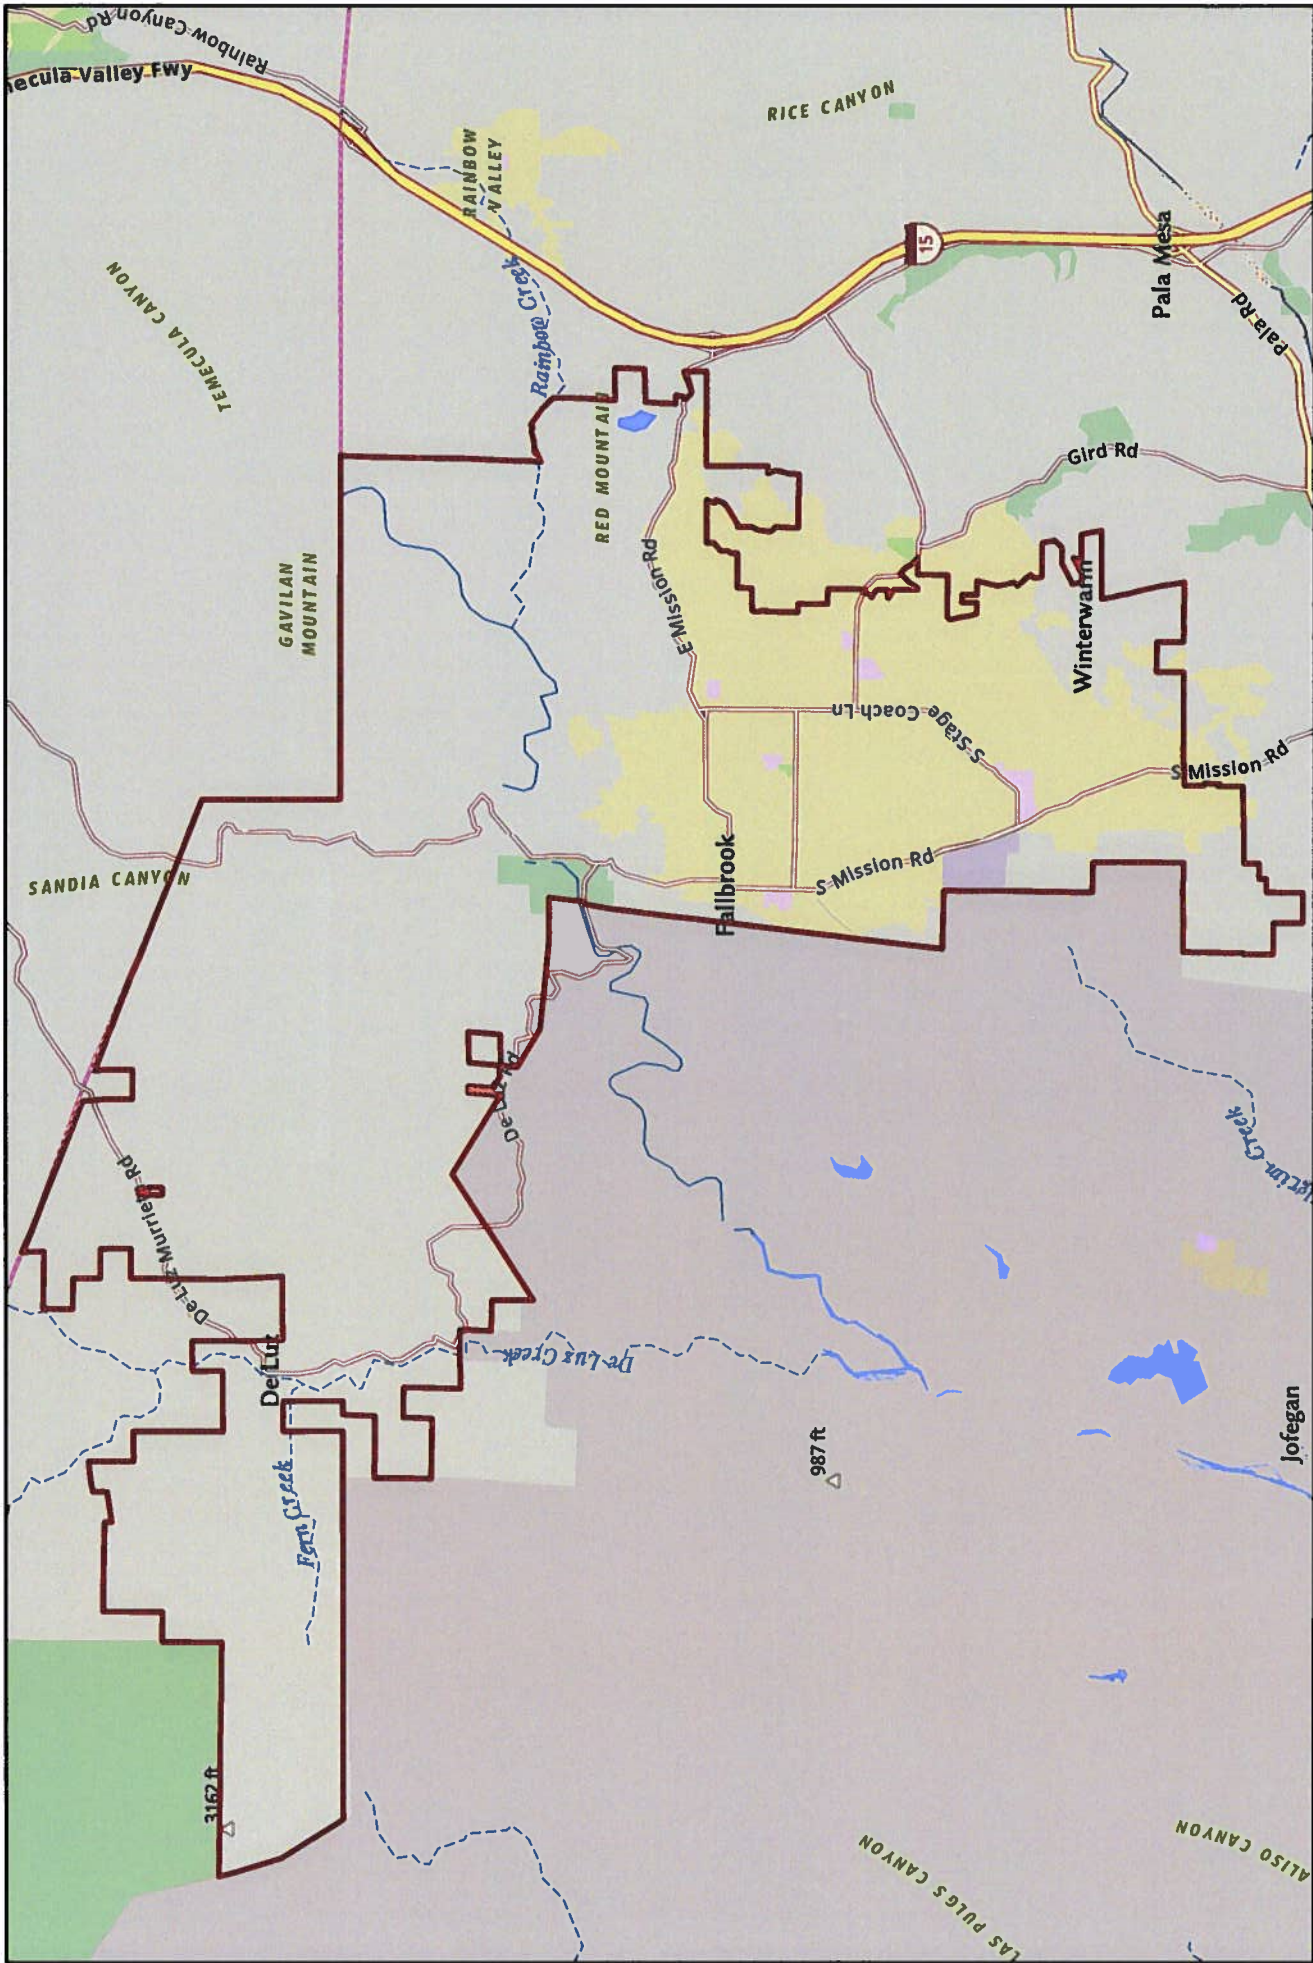 SANDIA CANYON
ecula Valley Fwy
Rainbow Canyon Rd
TEMECULA CANYON
De Luz Murrieta Rd
3162 ft
De Luz
Fern Creek
GAVILAN
MOUNTAIN
RAINBOW
VALLEY
De Luz Rd
De Luz Creek
Rainbow Creek
RED MOUNTAIN
E Mission Rd
Fallbrook
987 ft
S Mission Rd
S Stage Coach Ln
RICE CANYON
15
LAS PULGS CANYON
Winterwarm
Gird Rd
Pala Mesa
Pala Rd
S Mission Rd
Creek
ALISO CANYON
Jofegan